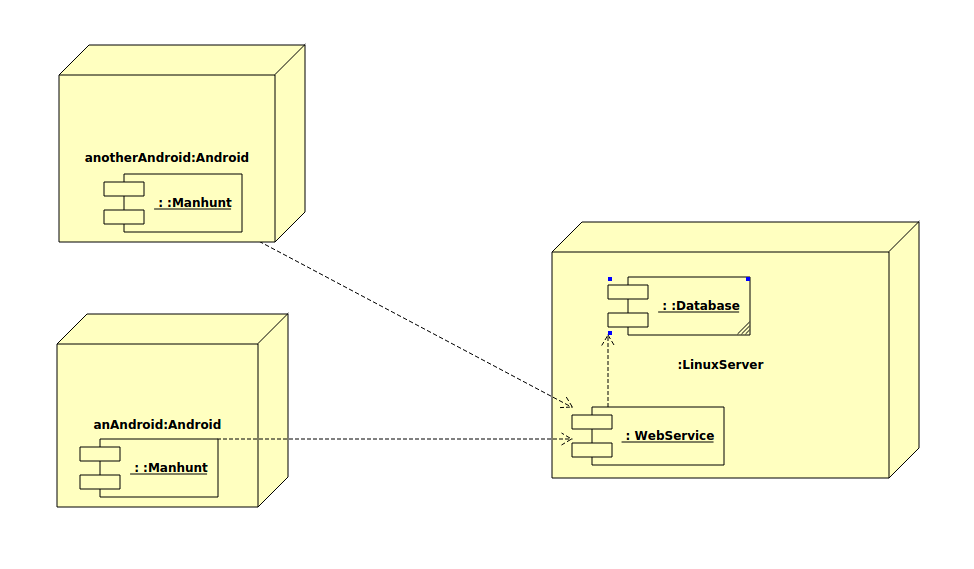 anotherAndroid:Android
: :Manhunt
: :Database
:LinuxServer
anAndroid:Android
: :Manhunt
: WebService